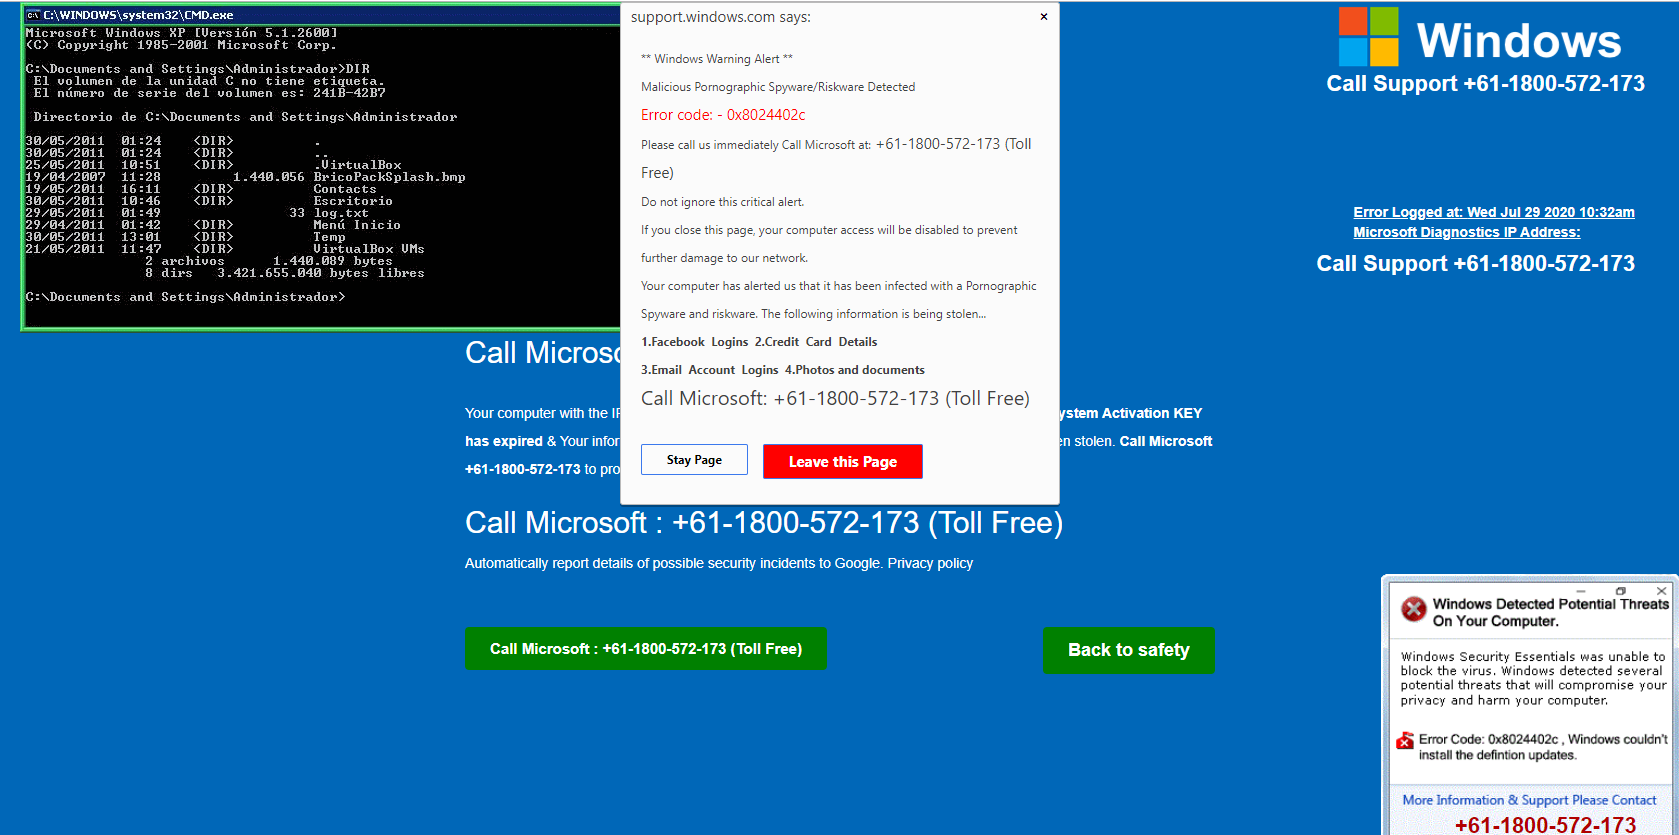 C:\WINDOWS\system32\CMD.exe
Microsoft Windows XP [Versión 5.1.2600]
(C) Copyright 1985-2001 Microsoft Corp.
C:\Documents and Settings\Administrador>DIR
El volumen de la unidad C no tiene etiqueta.
El número de serie del volumen es: 241B-42B7
Directorio de C:\Documents and Settings\Administrador
30/05/2011 01:24 <DIR> .
30/05/2011 01:24 <DIR> ..
25/05/2011 10:51 <DIR> .VirtualBox
19/04/2007 11:28 1.440.056 BricoPackSplash.bmp
19/05/2011 16:11 <DIR> Contacts
30/05/2011 10:46 <DIR> Escritorio
29/05/2011 01:49 33 log.txt
29/04/2011 01:42 <DIR> Menú Inicio
30/05/2011 13:01 <DIR> Temp
21/05/2011 11:47 <DIR> VirtualBox VMs
2 archivos 1.440.089 bytes
8 dirs 3.421.655.040 bytes libres
C:\Documents and Settings\Administrador>
support.windows.com says:
** Windows Warning Alert **
Malicious Pornographic Spyware/Riskware Detected
Error code: - 0x8024402c
Please call us immediately Call Microsoft at: +61-1800-572-173 (Toll
Free)
Do not ignore this critical alert.
If you close this page, your computer access will be disabled to prevent
further damage to our network.
Your computer has alerted us that it has been infected with a Pornographic
Spyware and riskware. The following information is being stolen...
1.Facebook Logins 2.Credit Card Details
3.Email Account Logins 4.Photos and documents
Call Microsoft: +61-1800-572-173 (Toll Free)
Stay Page
Leave this Page
Windows
Call Support +61-1800-572-173
Error Logged at: Wed Jul 29 2020 10:32am
Microsoft Diagnostics IP Address:
Call Support +61-1800-572-173
Call
Your computer with the System Activation KEY
has expired & Your stolen. Call Microsoft
+61-1800-572-173 to
Call Microsoft : +61-1800-572-173 (Toll Free)
Automatically report details of possible security incidents to Google. Privacy policy
Call Microsoft : +61-1800-572-173 (Toll Free)
Back to safety
Windows Detected Potential Threats
On Your Computer.
Windows Security Essentials was unable to
block the virus. Windows detected several
potential threats that will compromise your
privacy and harm your computer.
Error Code: 0x8024402c , Windows couldn't
install the defintion updates.
More Information & Support Please Contact
+61-1800-572-173